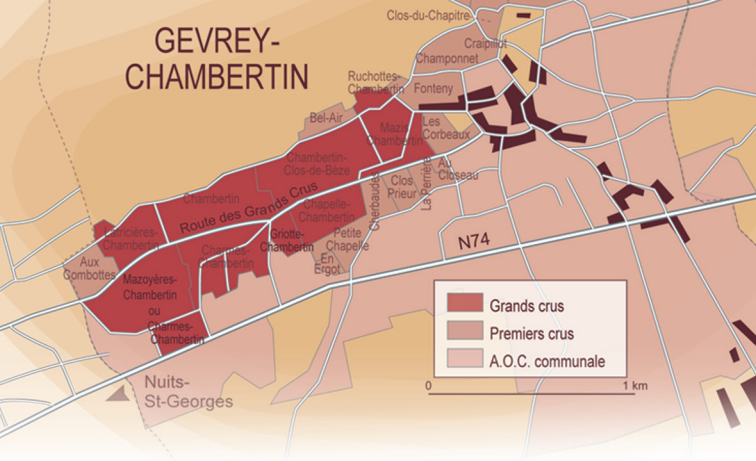 GEVREY-
CHAMBERTIN
Clos-du-Chapitre
Craipillot
Champonnet
Ruchottes-
Chambertin
Fonteny
Bel-Air
Mazis
Chambertin
Les
Corbeaux
Chambertin-
Clos-de-Bèze
Au
Closeau
La Perrière
Clos
Prieur
Cherbaudes
Chambertin
Route des Grands Crus
Chapelle-
Chambertin
Latricières-
Chambertin
Griotte-
Chambertin
Petite
Chapelle
Charmes-
Chambertin
En
Ergot
Aux
Combottes
Mazoyères-
Chambertin
ou
Charmes-
Chambertin
N74
Grands crus
Premiers crus
A.O.C. communale
0 1 km
Nuits-
St-Georges